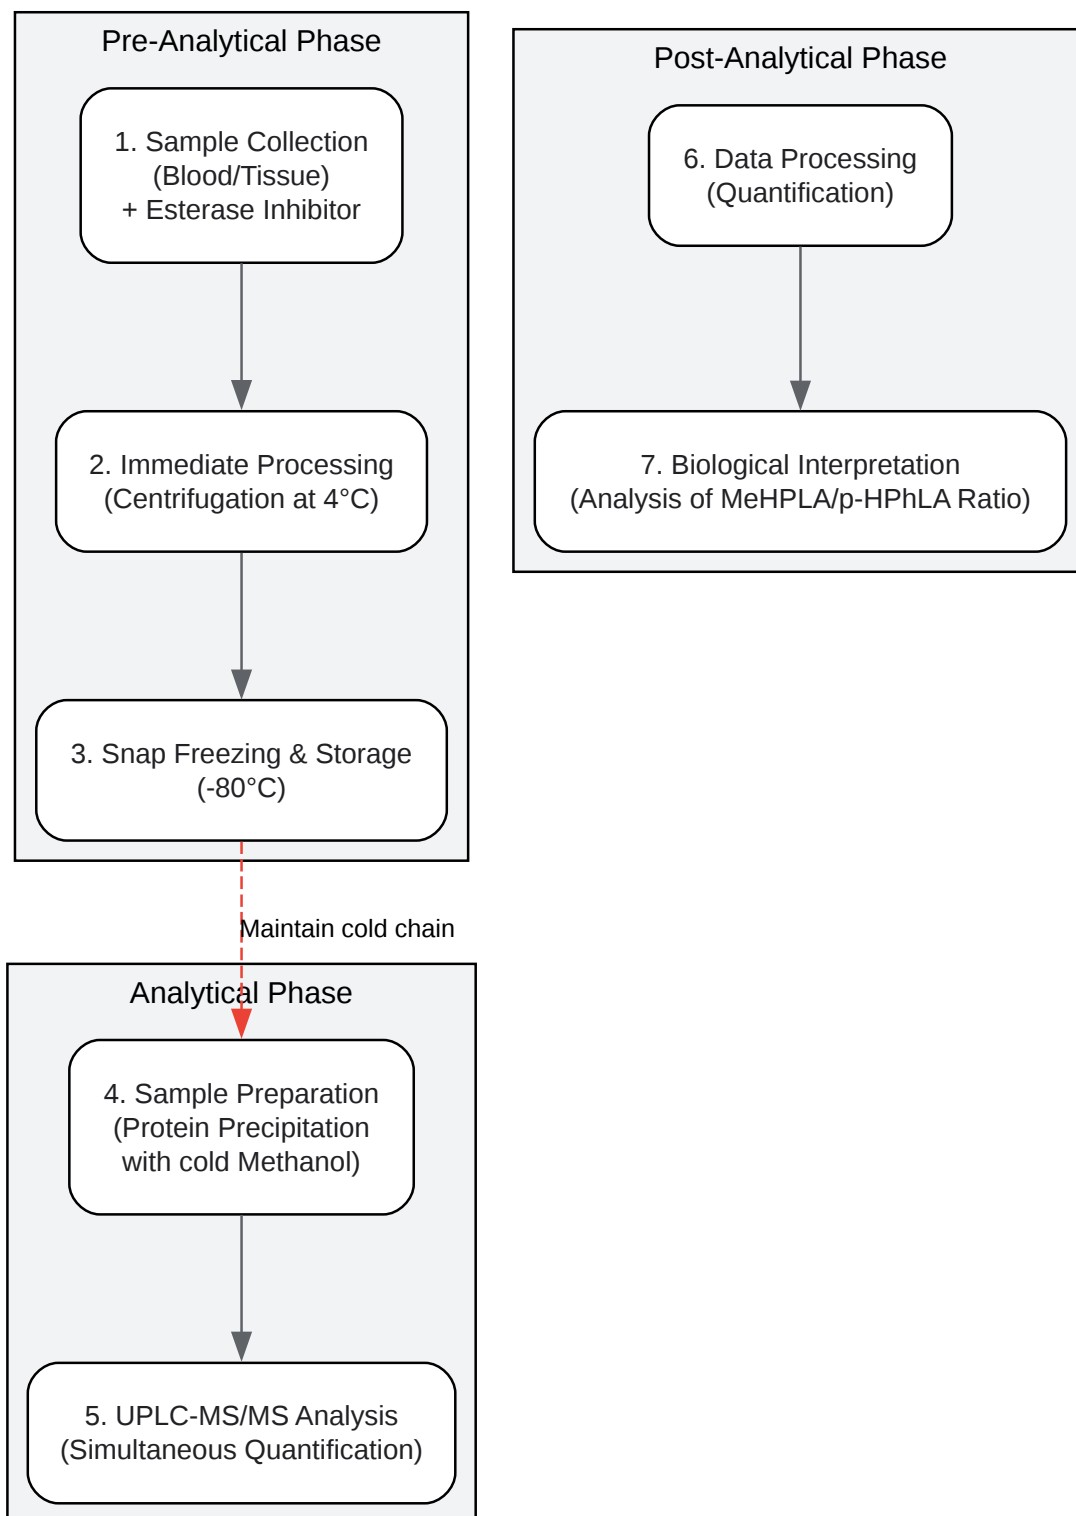 Pre-Analytical Phase
1. Sample Collection
(Blood/Tissue)
+ Esterase Inhibitor
2. Immediate Processing
(Centrifugation at 4°C)
3. Snap Freezing & Storage
(-80°C)
Maintain cold chain
Analytical Phase
4. Sample Preparation
(Protein Precipitation
with cold Methanol)
5. UPLC-MS/MS Analysis
(Simultaneous Quantification)
Post-Analytical Phase
6. Data Processing
(Quantification)
7. Biological Interpretation
(Analysis of MeHPLA/p-HPhLA Ratio)